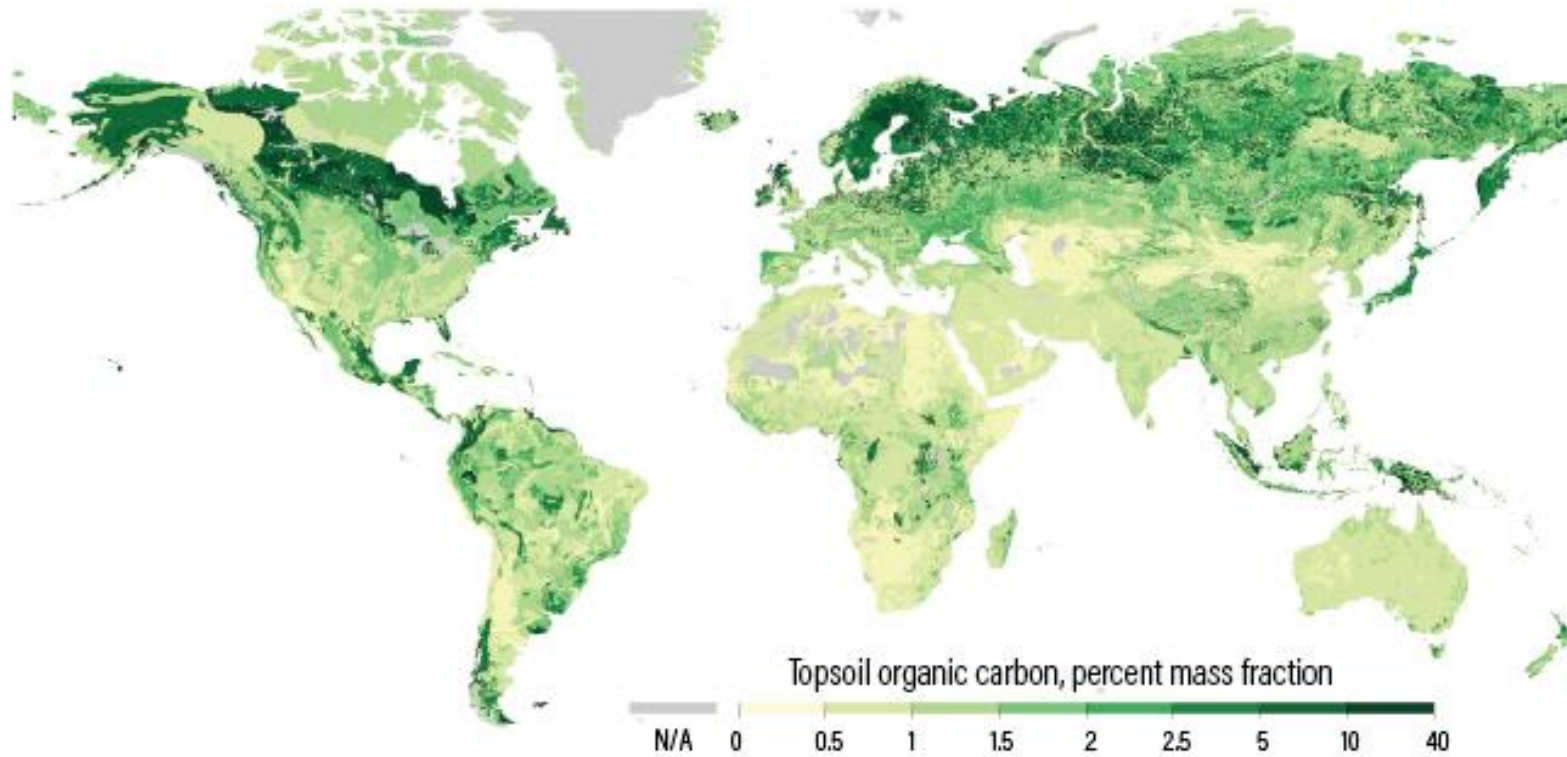 Topsoil organic carbon, percent mass fraction
N/A 0 0.5 1 1.5 2 2.5 5 10 40